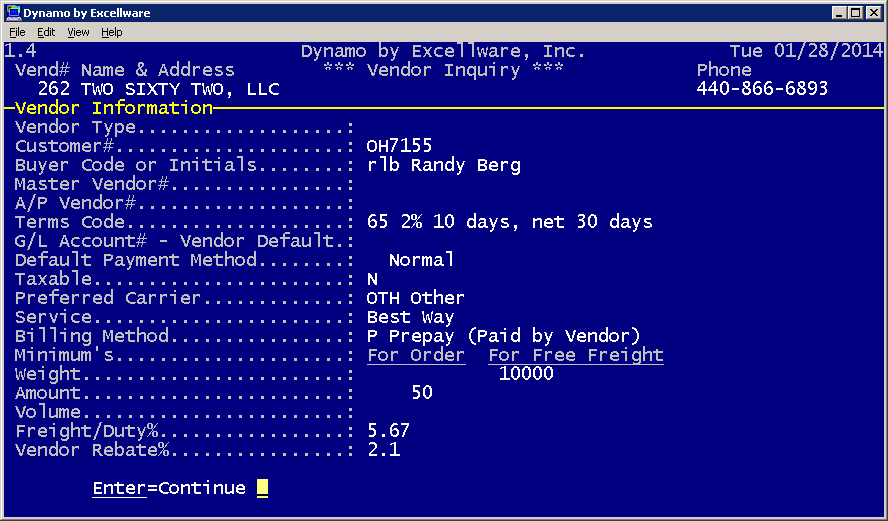 Dynamo by Excellware
File Edit View Help
1.4 Dynamo by Excellware, Inc. Tue 01/28/2014
Vend# Name & Address *** Vendor Inquiry *** Phone
262 TWO SIXTY TWO, LLC 440-866-6893
Vendor Information
Vendor Type...................:
Customer#.....................: OH7155
Buyer Code or Initials........: rlb Randy Berg
Master Vendor#................:
A/P Vendor#...................:
Terms Code....................: 65 2% 10 days, net 30 days
G/L Account# - Vendor Default.:
Default Payment Method........: Normal
Taxable.......................: N
Preferred Carrier.............: OTH Other
Service.......................: Best Way
Billing Method................: P Prepay (Paid by Vendor)
Minimum's.....................: For Order For Free Freight
Weight........................: 10000
Amount........................: 50
Volume........................:
Freight/Duty%.................: 5.67
Vendor Rebate%................: 2.1
Enter=Continue